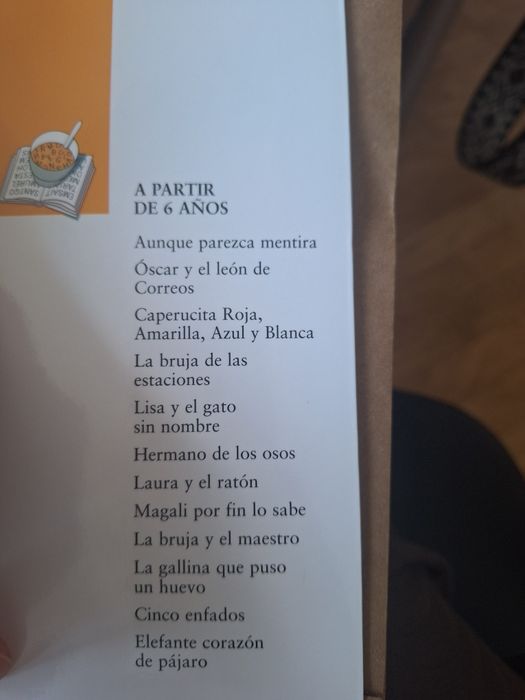 A PARTIR
DE 6 AÑOS
Aunque parezca mentira
Óscar y el león de
Correos
Caperucita Roja,
Amarilla, Azul y Blanca
La bruja de las
estaciones
Lisa y el gato
sin nombre
Hermano de los osos
Laura y el ratón
Magali por fin lo sabe
La bruja y el maestro
La gallina que puso
un huevo
Cinco enfados
Elefante corazón
de pájaro